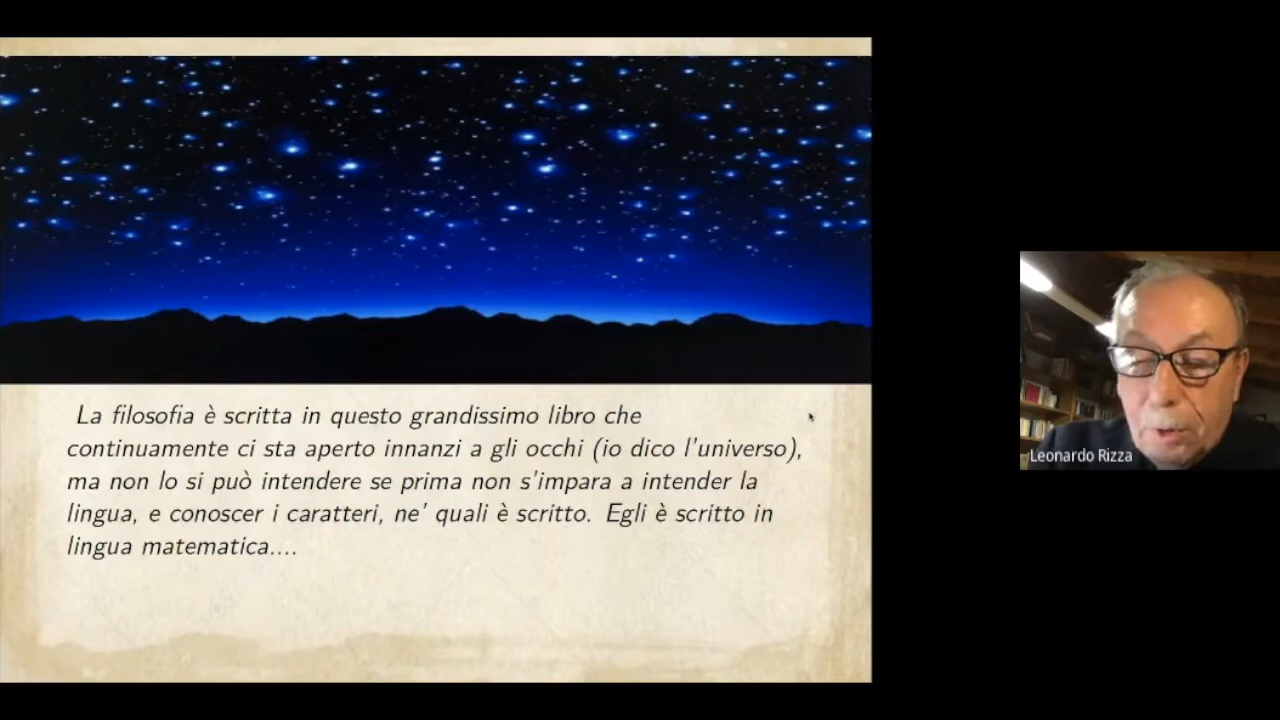 La filosofia è scritta in questo grandissimo libro che
continuamente ci sta aperto innanzi a gli occhi (io dico l'universo),
ma non lo si può intendere se prima non s'impara a intender la
lingua, e conoscer i caratteri, ne' quali è scritto. Egli è scritto in
lingua matematica....
Leonardo Rizza